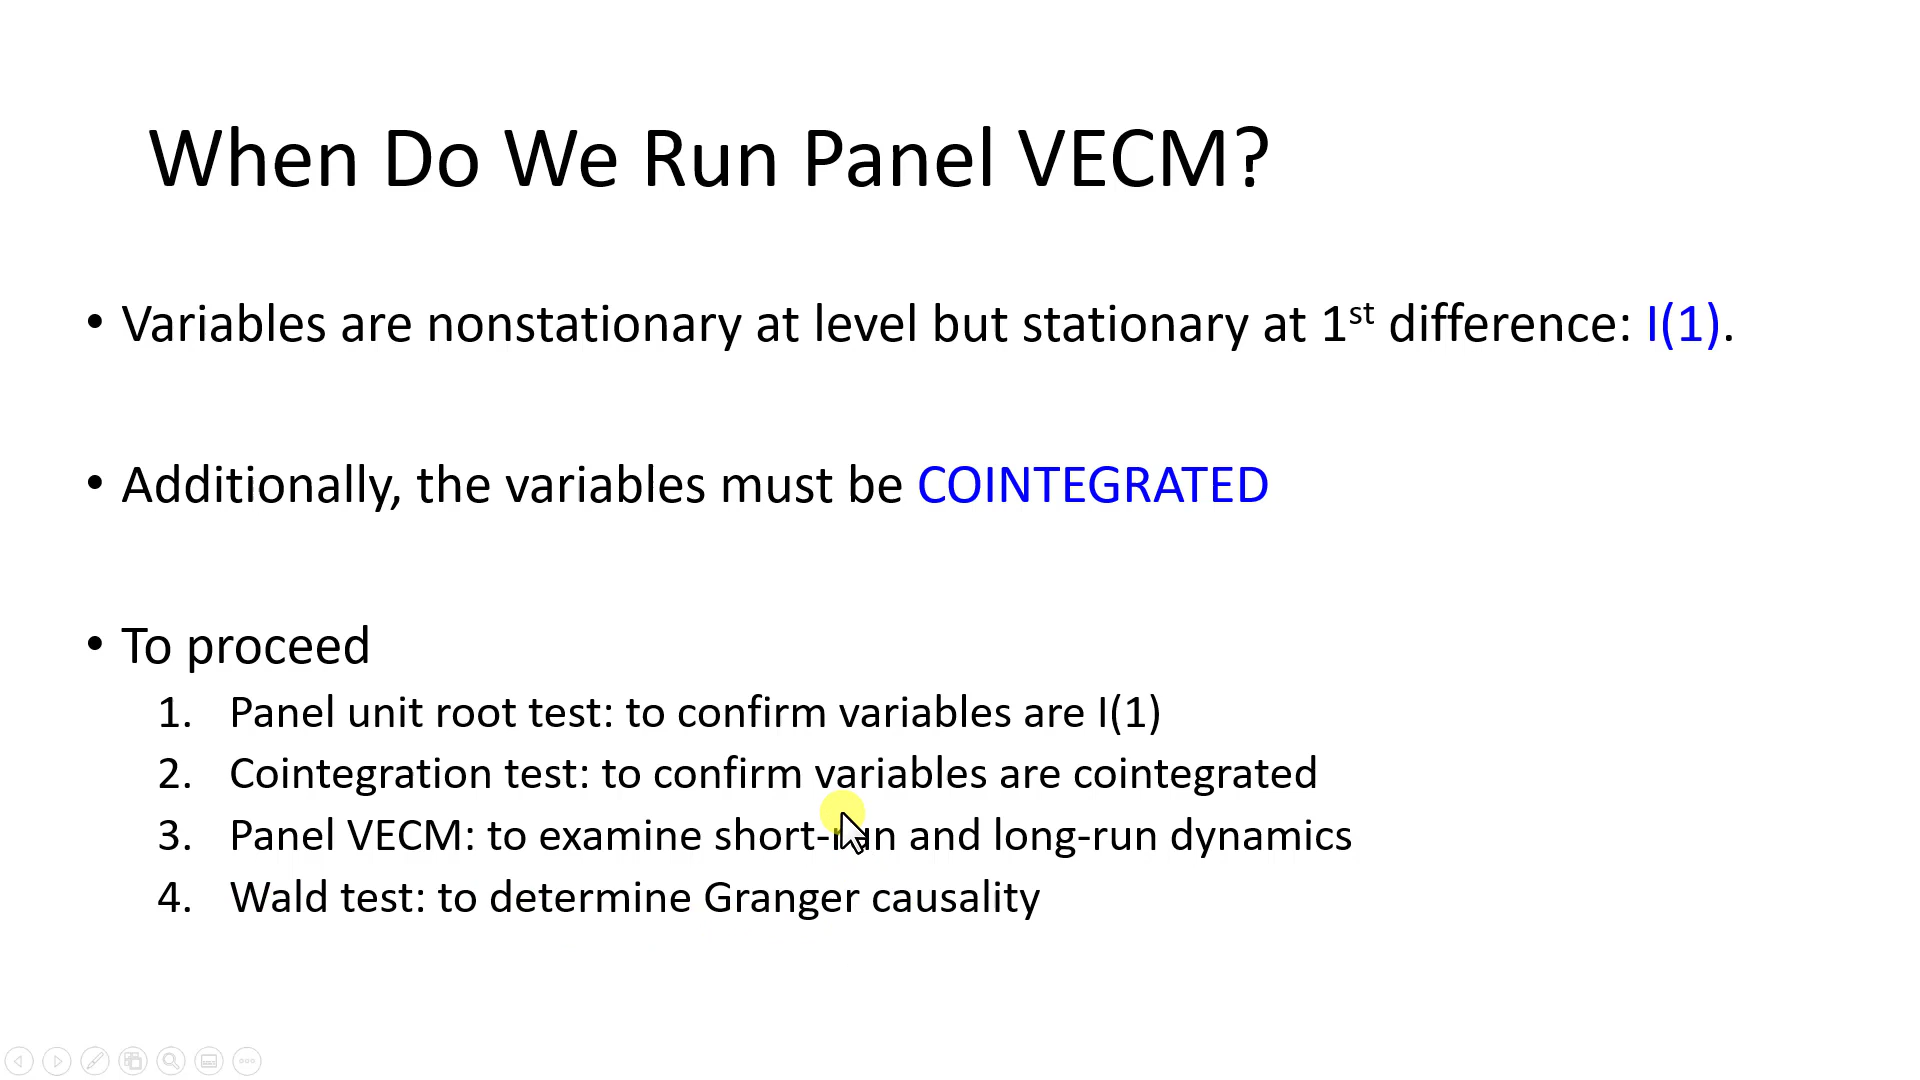 When Do We Run Panel VECM?
• Variables are nonstationary at level but stationary at 1st difference: I(1).
• Additionally, the variables must be COINTEGRATED
• To proceed
1. Panel unit root test: to confirm variables are I(1)
2. Cointegration test: to confirm variables are cointegrated
3. Panel VECM: to examine short-run and long-run dynamics
4. Wald test: to determine Granger causality